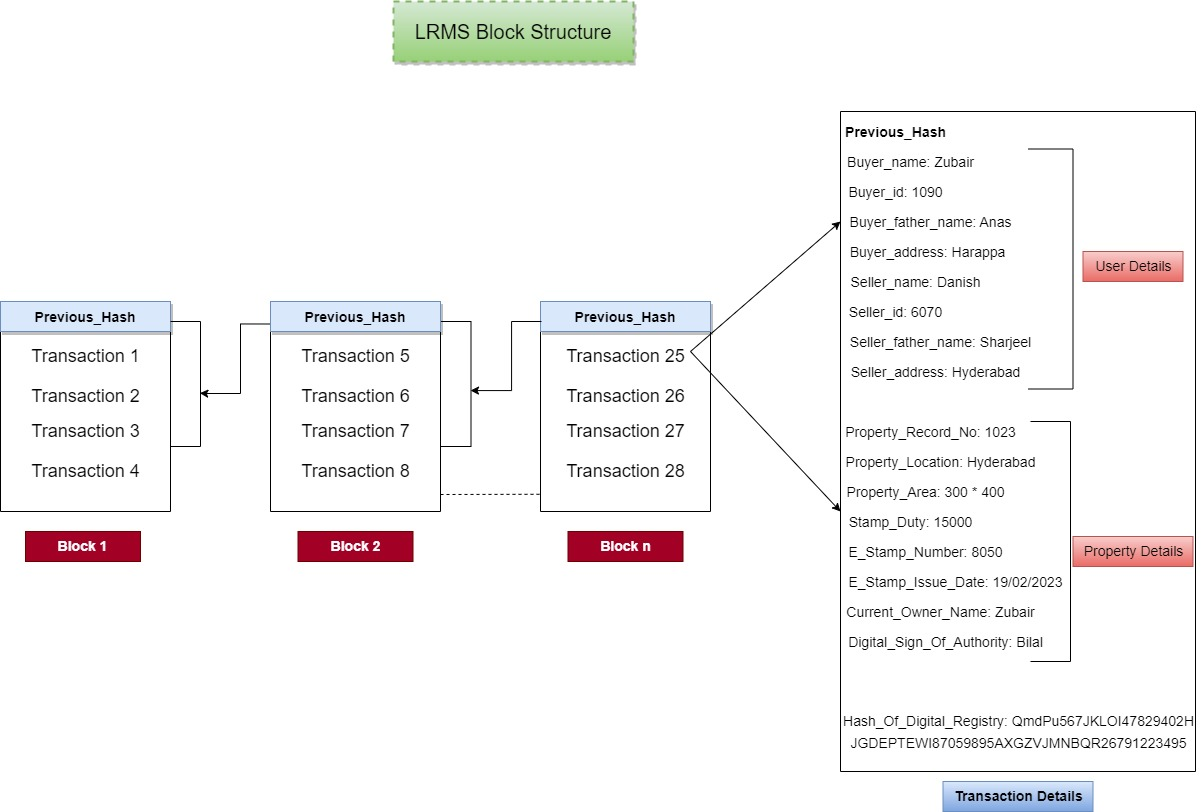 LRMS Block Structure
Previous_Hash
Transaction 1
Transaction 2
Transaction 3
Transaction 4
Block 1
Previous_Hash
Transaction 5
Transaction 6
Transaction 7
Transaction 8
Block 2
Previous_Hash
Transaction 25
Transaction 26
Transaction 27
Transaction 28
Block n
Previous_Hash
Buyer_name: Zubair
Buyer_id: 1090
Buyer_father_name: Anas
Buyer_address: Harappa
Seller_name: Danish
Seller_id: 6070
Seller_father_name: Sharjeel
Seller_address: Hyderabad
User Details
Property_Record_No: 1023
Property_Location: Hyderabad
Property_Area: 300 * 400
Stamp_Duty: 15000
E_Stamp_Number: 8050
E_Stamp_Issue_Date: 19/02/2023
Current_Owner_Name: Zubair
Digital_Sign_Of_Authority: Bilal
Property Details
Hash_Of_Digital_Registry: QmdPu567JKLOI47829402H
JGDEPTEWI87059895AXGZVJMNBQR26791223495
Transaction Details